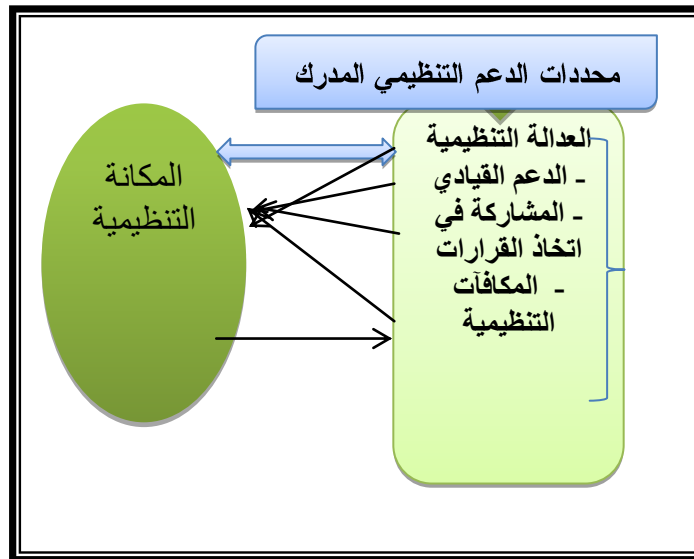 محددات الدعم التنظيمي المدرك
العدالة التنظيمية
- الدعم القيادي
- المشاركة في
اتخاذ القرارات
- المكافآت
التنظيمية
المكانة
التنظيمية